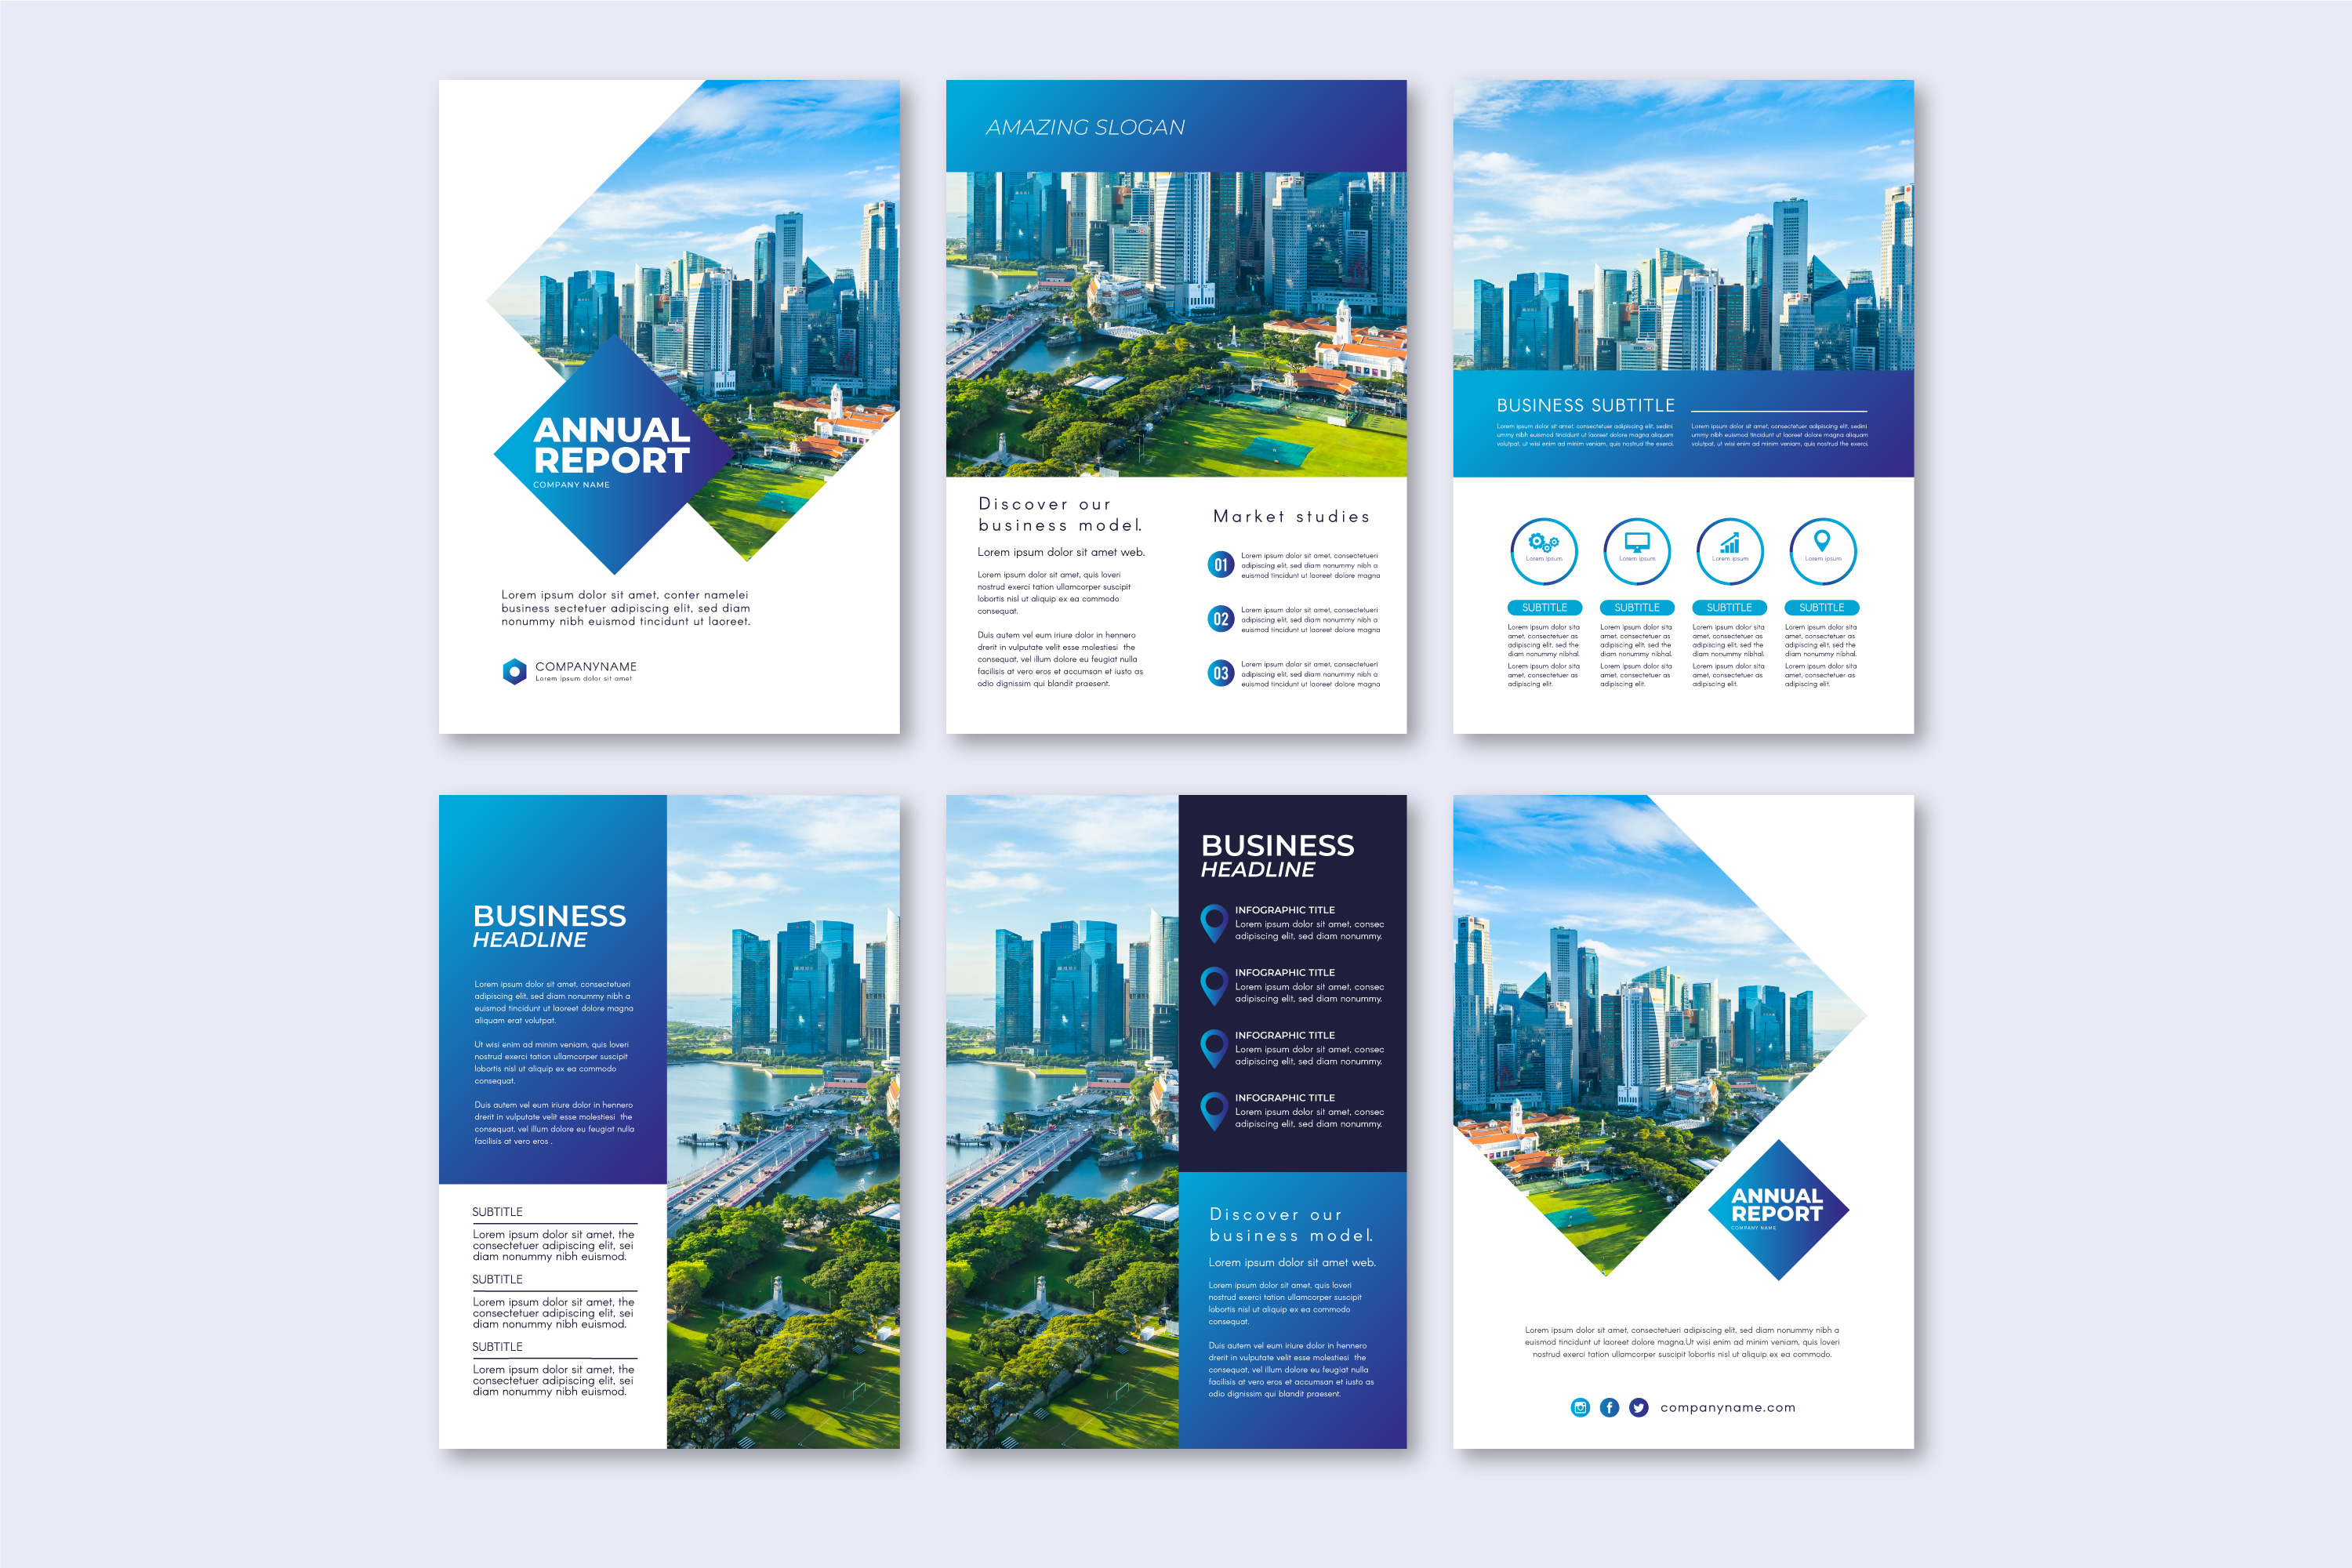 ANNUAL
REPORT
COMPANY NAME
Lorem ipsum dolor sit amet, conter namelei
business sectetuer adipiscing elit, sed diam
nonummy nibh euismod tincidunt ut laoreet.
COMPANYNAME
Lorem ipsum dolor sit amet
AMAZING SLOGAN
Discover our
business model.
Lorem ipsum dolor sit amet web.
Lorem ipsum dolor sit amet, quis loveri
nostrud exerci tation ullamcorper suscipit
lobortis nisl ut aliquip ex ea commodo
consequat.
Duis autem vel eum iriure dolor in hennero
drerit in vulputate velit esse molestiesi the
consequat, vel illum dolore eu feugiat nulla
facilisis at vero eros et accumsan et iusto as
odio dignissim qui blandit praesent.
Market studies
01
Lorem ipsum dolor sit amet, consectetueri
adipiscing elit, sed diam nonummy nibh a
euismod tincidunt ut laoreet dolore magna
02
Lorem ipsum dolor sit amet, consectetueri
adipiscing elit, sed diam nonummy nibh a
euismod tincidunt ut laoreet dolore magna
03
Lorem ipsum dolor sit amet, consectetueri
adipiscing elit, sed diam nonummy nibh a
euismod tincidunt ut laoreet dolore magna
BUSINESS SUBTITLE
Lorem ipsum dolor sit amet, consectetuer adipiscing elit, sedini
ummy nibh euismod tincidunt ut laoreet dolore magna aliquam
volutpat, ut wisi enim ad minim veniam, quis nostrud the exerci.
Lorem ipsum dolor sit amet, consectetuer adipiscing elit, sedini
ummy nibh euismod tincidunt ut laoreet dolore magna aliquam
volutpat, ut wisi enim ad minim veniam, quis nostrud the exerci.
Lorem ipsum
Lorem ipsum
Lorem ipsum
Lorem ipsum
SUBTITLE
Lorem ipsum dolor sita
amet, consectetuer as
adipiscing elit, sed the
diam nonummy nibhal.
Lorem ipsum dolor sita
amet, consectetuer as
adipiscing elit.
SUBTITLE
Lorem ipsum dolor sita
amet, consectetuer as
adipiscing elit, sed the
diam nonummy nibhal.
Lorem ipsum dolor sita
amet, consectetuer as
adipiscing elit.
SUBTITLE
Lorem ipsum dolor sita
amet, consectetuer as
adipiscing elit, sed the
diam nonummy nibhal.
Lorem ipsum dolor sita
amet, consectetuer as
adipiscing elit.
SUBTITLE
Lorem ipsum dolor sita
amet, consectetuer as
adipiscing elit, sed the
diam nonummy nibhal.
Lorem ipsum dolor sita
amet, consectetuer as
adipiscing elit.
BUSINESS
HEADLINE
Lorem ipsum dolor sit amet, consectetueri
adipiscing elit, sed diam nonummy nibh a
euismod tincidunt ut laoreet dolore magna
aliquam erat volutpat.
Ut wisi enim ad minim veniam, quis loveri
nostrud exerci tation ullamcorper suscipit
lobortis nisl ut aliquip ex ea commodo
consequat.
Duis autem vel eum iriure dolor in hennero
drerit in vulputate velit esse molestiesi the
consequat, vel illum dolore eu feugiat nulla
facilisis at vero eros .
SUBTITLE
Lorem ipsum dolor sit amet, the
consectetuer adipiscing elit, sei
diam nonummy nibh euismod.
SUBTITLE
Lorem ipsum dolor sit amet, the
consectetuer adipiscing elit, sei
diam nonummy nibh euismod.
SUBTITLE
Lorem ipsum dolor sit amet, the
consectetuer adipiscing elit, sei
diam nonummy nibh euismod.
BUSINESS
HEADLINE
INFOGRAPHIC TITLE
Lorem ipsum dolor sit amet, consec
adipiscing elit, sed diam nonummy.
INFOGRAPHIC TITLE
Lorem ipsum dolor sit amet, consec
adipiscing elit, sed diam nonummy.
INFOGRAPHIC TITLE
Lorem ipsum dolor sit amet, consec
adipiscing elit, sed diam nonummy.
INFOGRAPHIC TITLE
Lorem ipsum dolor sit amet, consec
adipiscing elit, sed diam nonummy.
Discover our
business model.
Lorem ipsum dolor sit amet web.
Lorem ipsum dolor sit amet, quis loveri
nostrud exerci tation ullamcorper suscipit
lobortis nisl ut aliquip ex ea commodo
consequat.
Duis autem vel eum iriure dolor in hennero
drerit in vulputate velit esse molestiesi the
consequat, vel illum dolore eu feugiat nulla
facilisis at vero eros et accumsan et iusto as
odio dignissim qui blandit praesent.
ANNUAL
REPORT
COMPANY NAME
Lorem ipsum dolor sit amet, consectetueri adipiscing elit, sed diam nonummy nibh a
euismod tincidunt ut laoreet dolore magna.Ut wisi enim ad minim veniam, quis loveri
nostrud exerci tation ullamcorper suscipit lobortis nisl ut aliquip ex ea commodo.
companyname.com